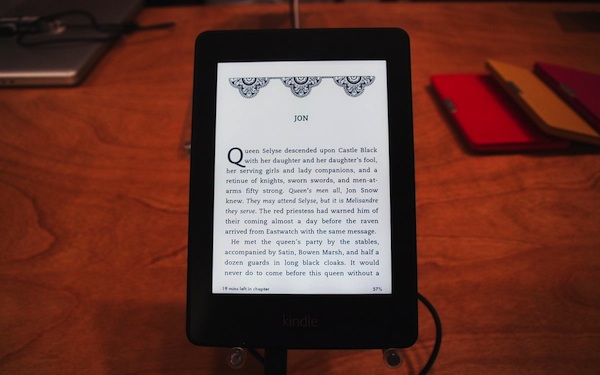 JON
Queen Selyse descended upon Castle Black
with her daughter and her daughter's fool,
her serving girls and lady companions, and a
retinue of knights, sworn swords, and men-at-
arms fifty strong. Queen's men all, Jon Snow
knew. They may attend Selyse, but it is Melisandre
they serve. The red priestess had warned him of
their coming almost a day before the raven
arrived from Eastwatch with the same message.
He met the queen's party by the stables,
accompanied by Satin, Bowen Marsh, and half a
dozen guards in long black cloaks. It would
never do to come before this queen without a
19 mins left in chapter 57%
kindle